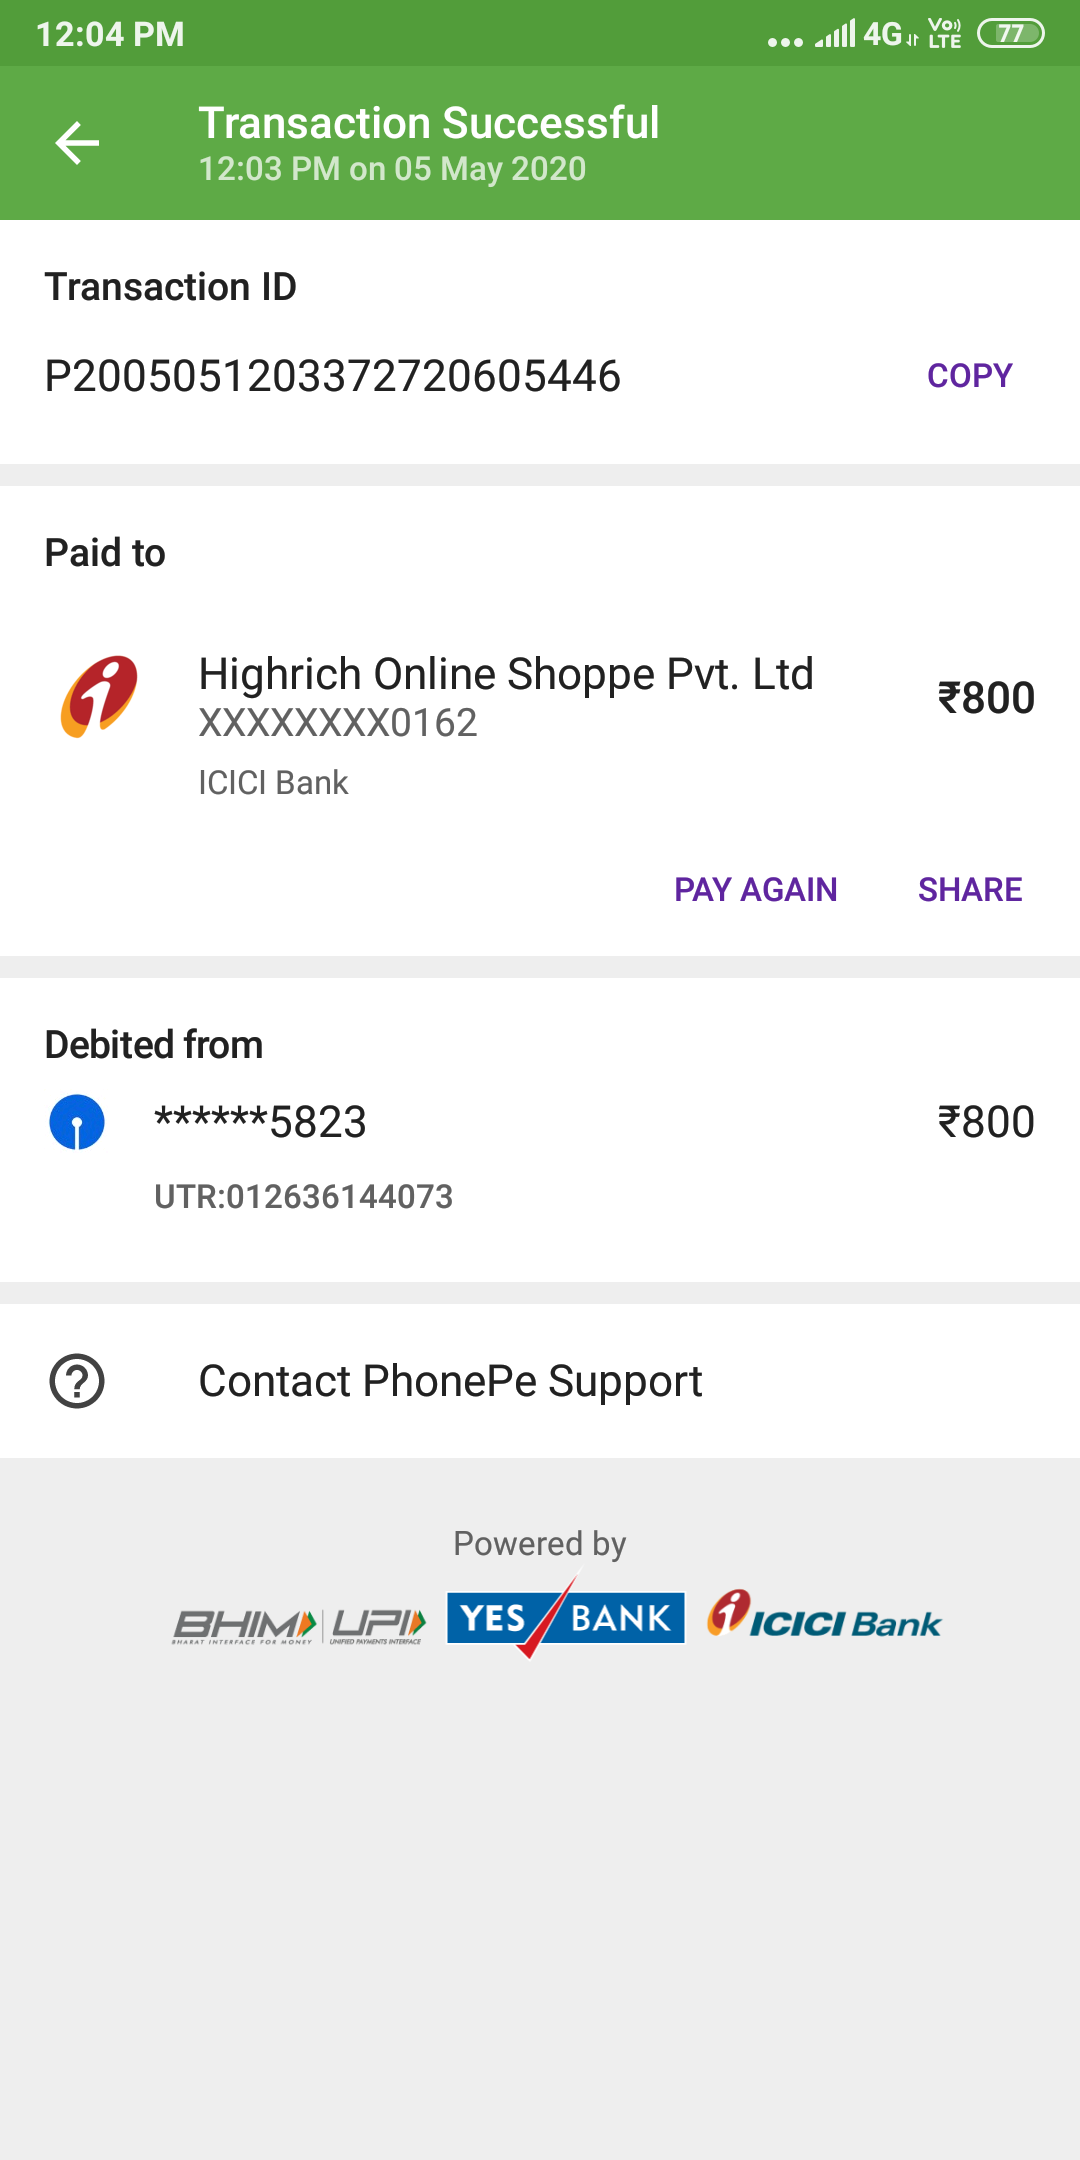 12:04 PM
4G Vo)) LTE 77
Transaction Successful
12:03 PM on 05 May 2020
Transaction ID
P2005051203372720605446 COPY
Paid to
Highrich Online Shoppe Pvt. Ltd ₹800
XXXXXXXX0162
ICICI Bank
PAY AGAIN SHARE
Debited from
******5823 ₹800
UTR:012636144073
Contact PhonePe Support
Powered by
BHIM UPI YES BANK ICICI Bank
BHARAT INTERFACE FOR MONEY UNIFIED PAYMENTS INTERFACE